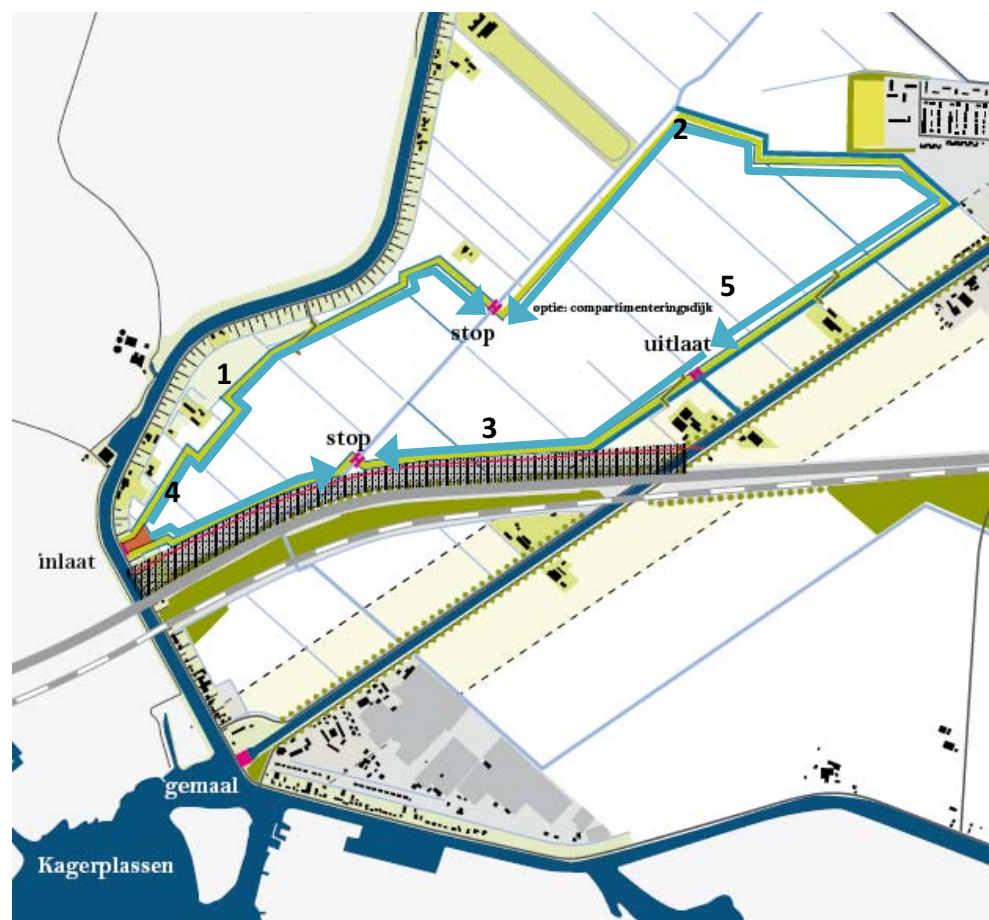 2
5
optie: compartimenteringsdijk
stop
uitlaat
1
3
stop
4
inlaat
gemaal
Kagerplassen